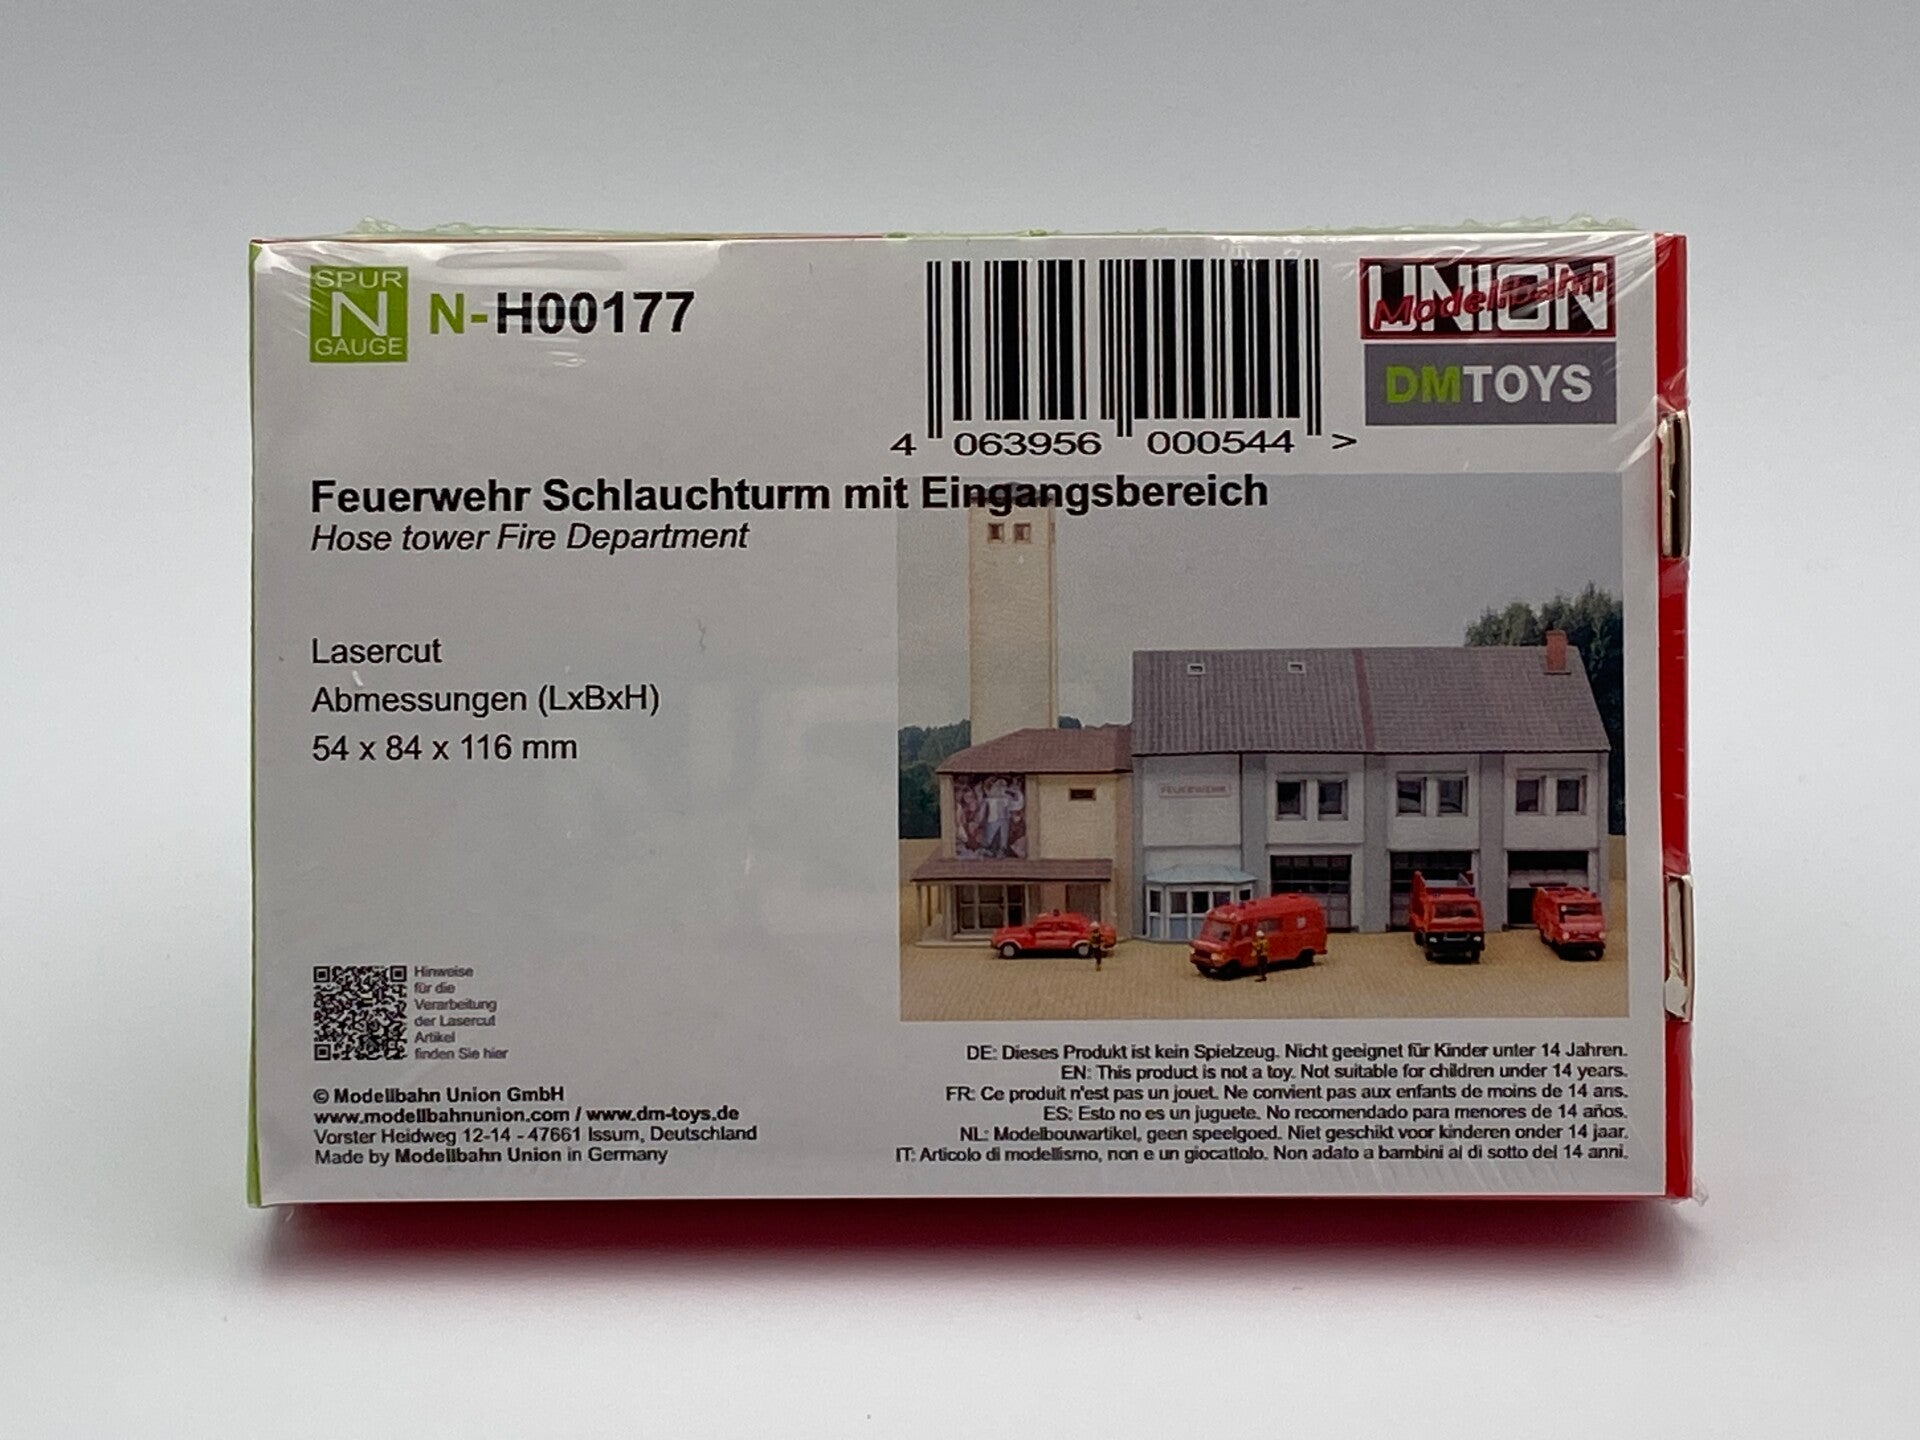 SPUR
N
GAUGE
N-H00177
UNION
Modellbahn
DMTOYS
4 063956 000544 >
Feuerwehr Schlauchturm mit Eingangsbereich
Hose tower Fire Department
Lasercut
Abmessungen (LxBxH)
54 x 84 x 116 mm
FEUERWEHR
Hinweise
für die
Verarbeitung
der Lasercut
Artikel
finden Sie hier
© Modellbahn Union GmbH
www.modellbahnunion.com / www.dm-toys.de
Vorster Heidweg 12-14 - 47661 Issum, Deutschland
Made by Modellbahn Union in Germany
DE: Dieses Produkt ist kein Spielzeug. Nicht geeignet für Kinder unter 14 Jahren.
EN: This product is not a toy. Not suitable for children under 14 years.
FR: Ce produit n'est pas un jouet. Ne convient pas aux enfants de moins de 14 ans.
ES: Esto no es un juguete. No recomendado para menores de 14 años.
NL: Modelbouwartikel, geen speelgoed. Niet geschikt voor kinderen onder 14 jaar.
IT: Articolo di modellismo, non e un giocattolo. Non adato a bambini al di sotto del 14 anni.